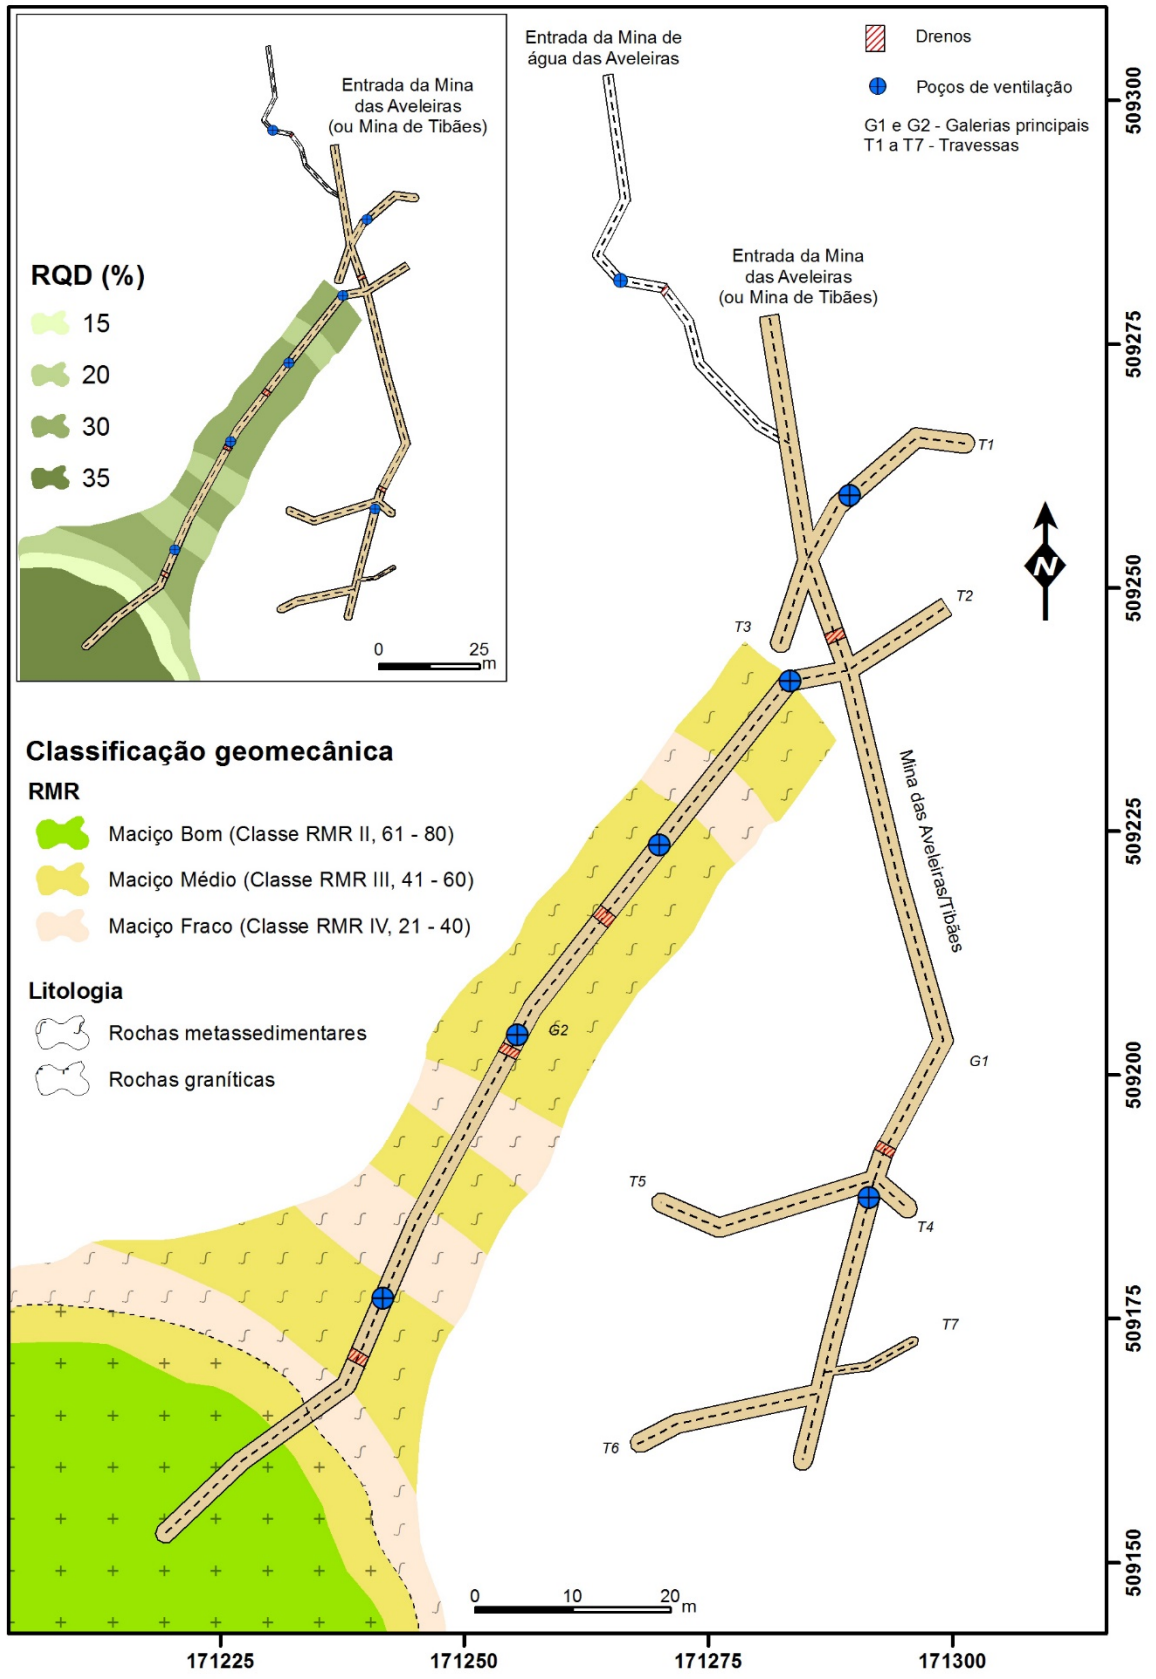 Entrada da Mina
das Aveleiras
(ou Mina de Tibães)
RQD (%)
15
20
30
35
0
25
m
Entrada da Mina de
água das Aveleiras
Drenos
Poços de ventilação
G1 e G2 - Galerias principais
T1 a T7 - Travessas
Entrada da Mina
das Aveleiras
(ou Mina de Tibães)
T1
N
T2
T3
Mina das Aveleiras/Tibães
G2
G1
T5
T4
T7
T6
Classificação geomecânica
RMR
Maciço Bom (Classe RMR II, 61 - 80)
Maciço Médio (Classe RMR III, 41 - 60)
Maciço Fraco (Classe RMR IV, 21 - 40)
Litologia
Rochas metassedimentares
Rochas graníticas
0
10
20
m
509300
509275
509250
509225
509200
509175
509150
171225
171250
171275
171300